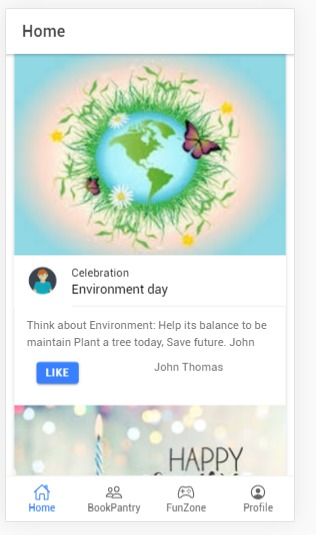 Home
Celebration
Environment day
Think about Environment: Help its balance to be
maintain Plant a tree today, Save future. John
LIKE
John Thomas
HAPPY
Home
BookPantry
FunZone
Profile